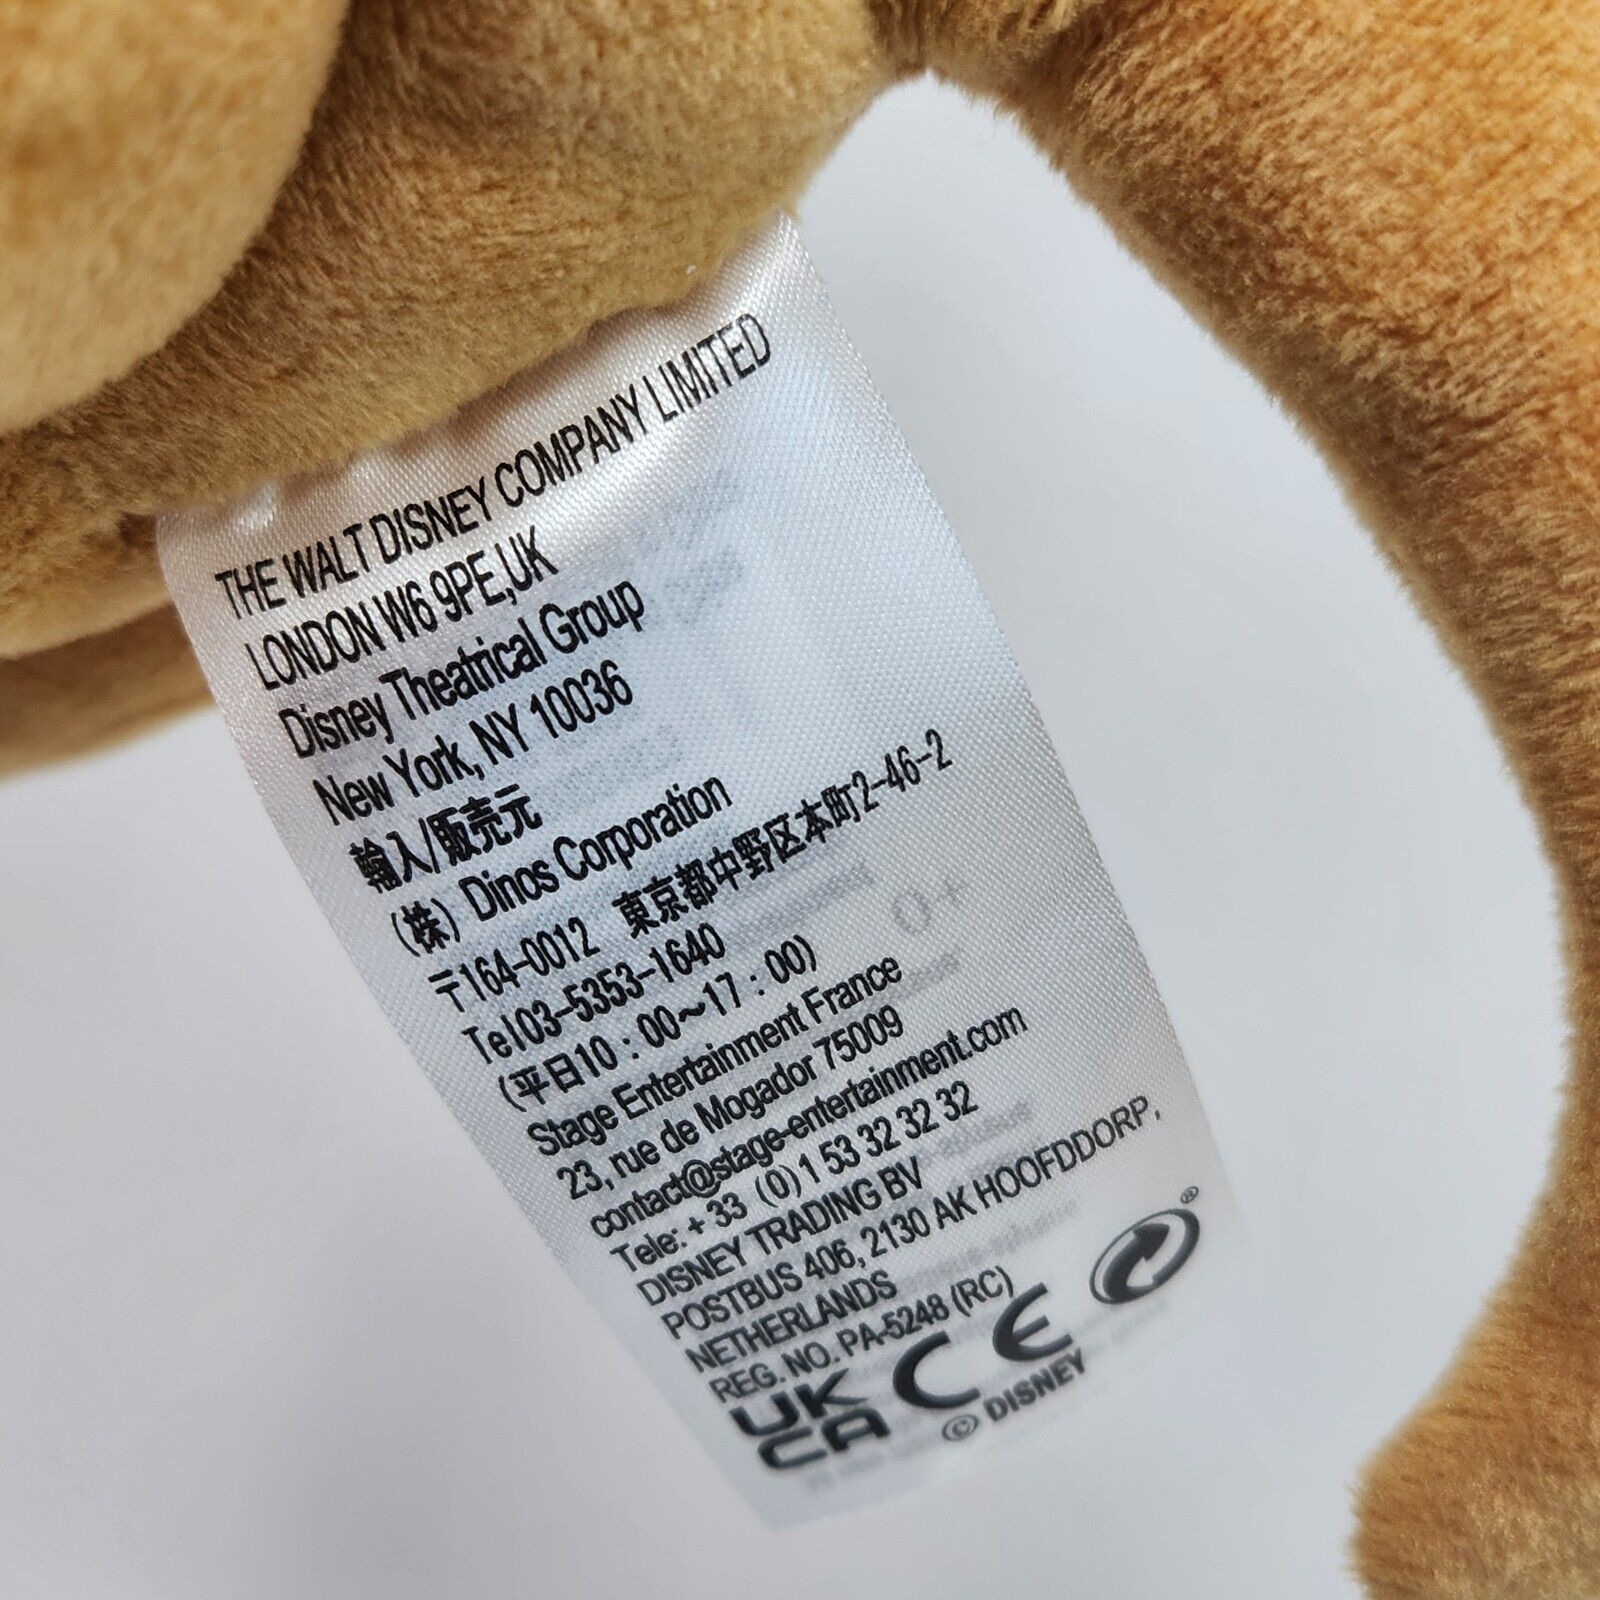 THE WALT DISNEY COMPANY LIMITED
LONDON W6 9PE,UK
Disney Theatrical Group
New York, NY 10036
輸入/販売元
(株) Dinos Corporation
〒164-0012 東京都中野区本町2-46-2
Tel03-5353-1640
(平日10：00～17：00)
Stage Entertainment France
23, rue de Mogador 75009
contact@stage-entertainment.com
Tele: + 33 (0)1 53 32 32 32
DISNEY TRADING BV
POSTBUS 406, 2130 AK HOOFDDORP,
NETHERLANDS
REG. NO. PA-5248 (RC)
UK
CA
CE
®
© DISNEY
0+